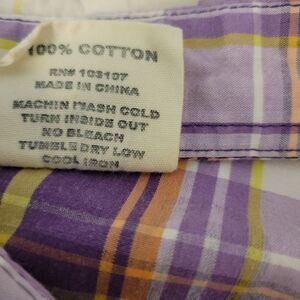 100% COTTON
RN# 103107
MADE IN CHINA
MACHIN WASH COLD
TURN INSIDE OUT
NO BLEACH
TUMBLE DRY LOW
COOL IRON